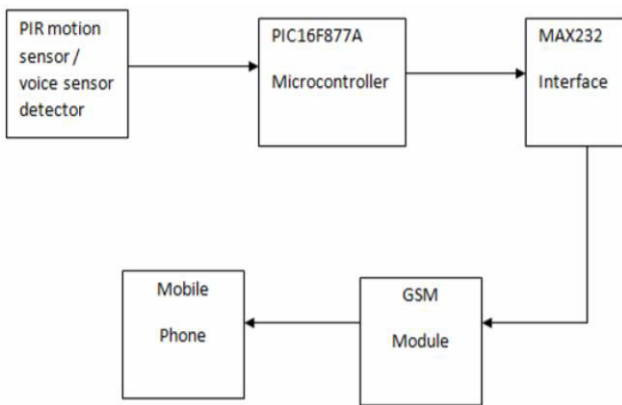 PIR motion
sensor /
voice sensor
detector
PIC16F877A
Microcontroller
MAX232
Interface
Mobile
Phone
GSM
Module